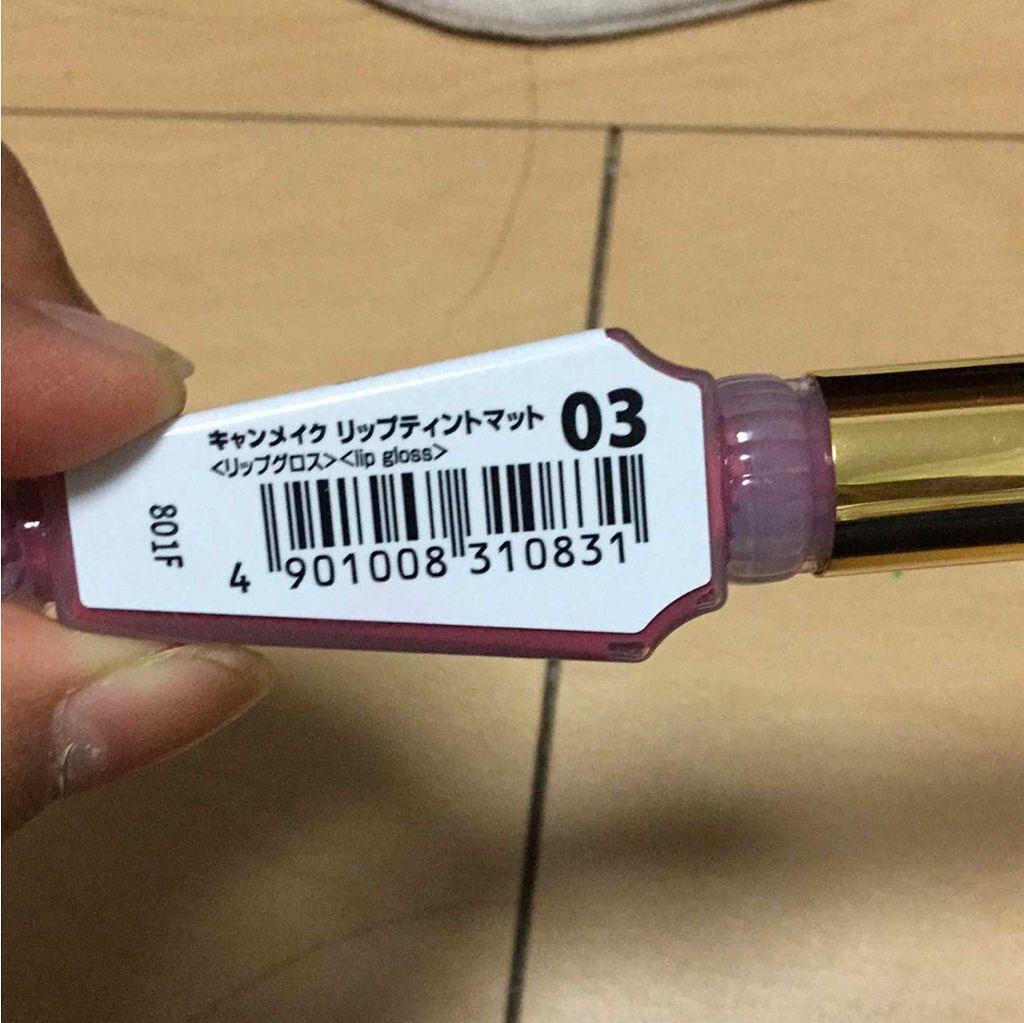 キャンメイク リップティントマット 03
<リップグロス><lip gloss>
4 901008 310831
801F